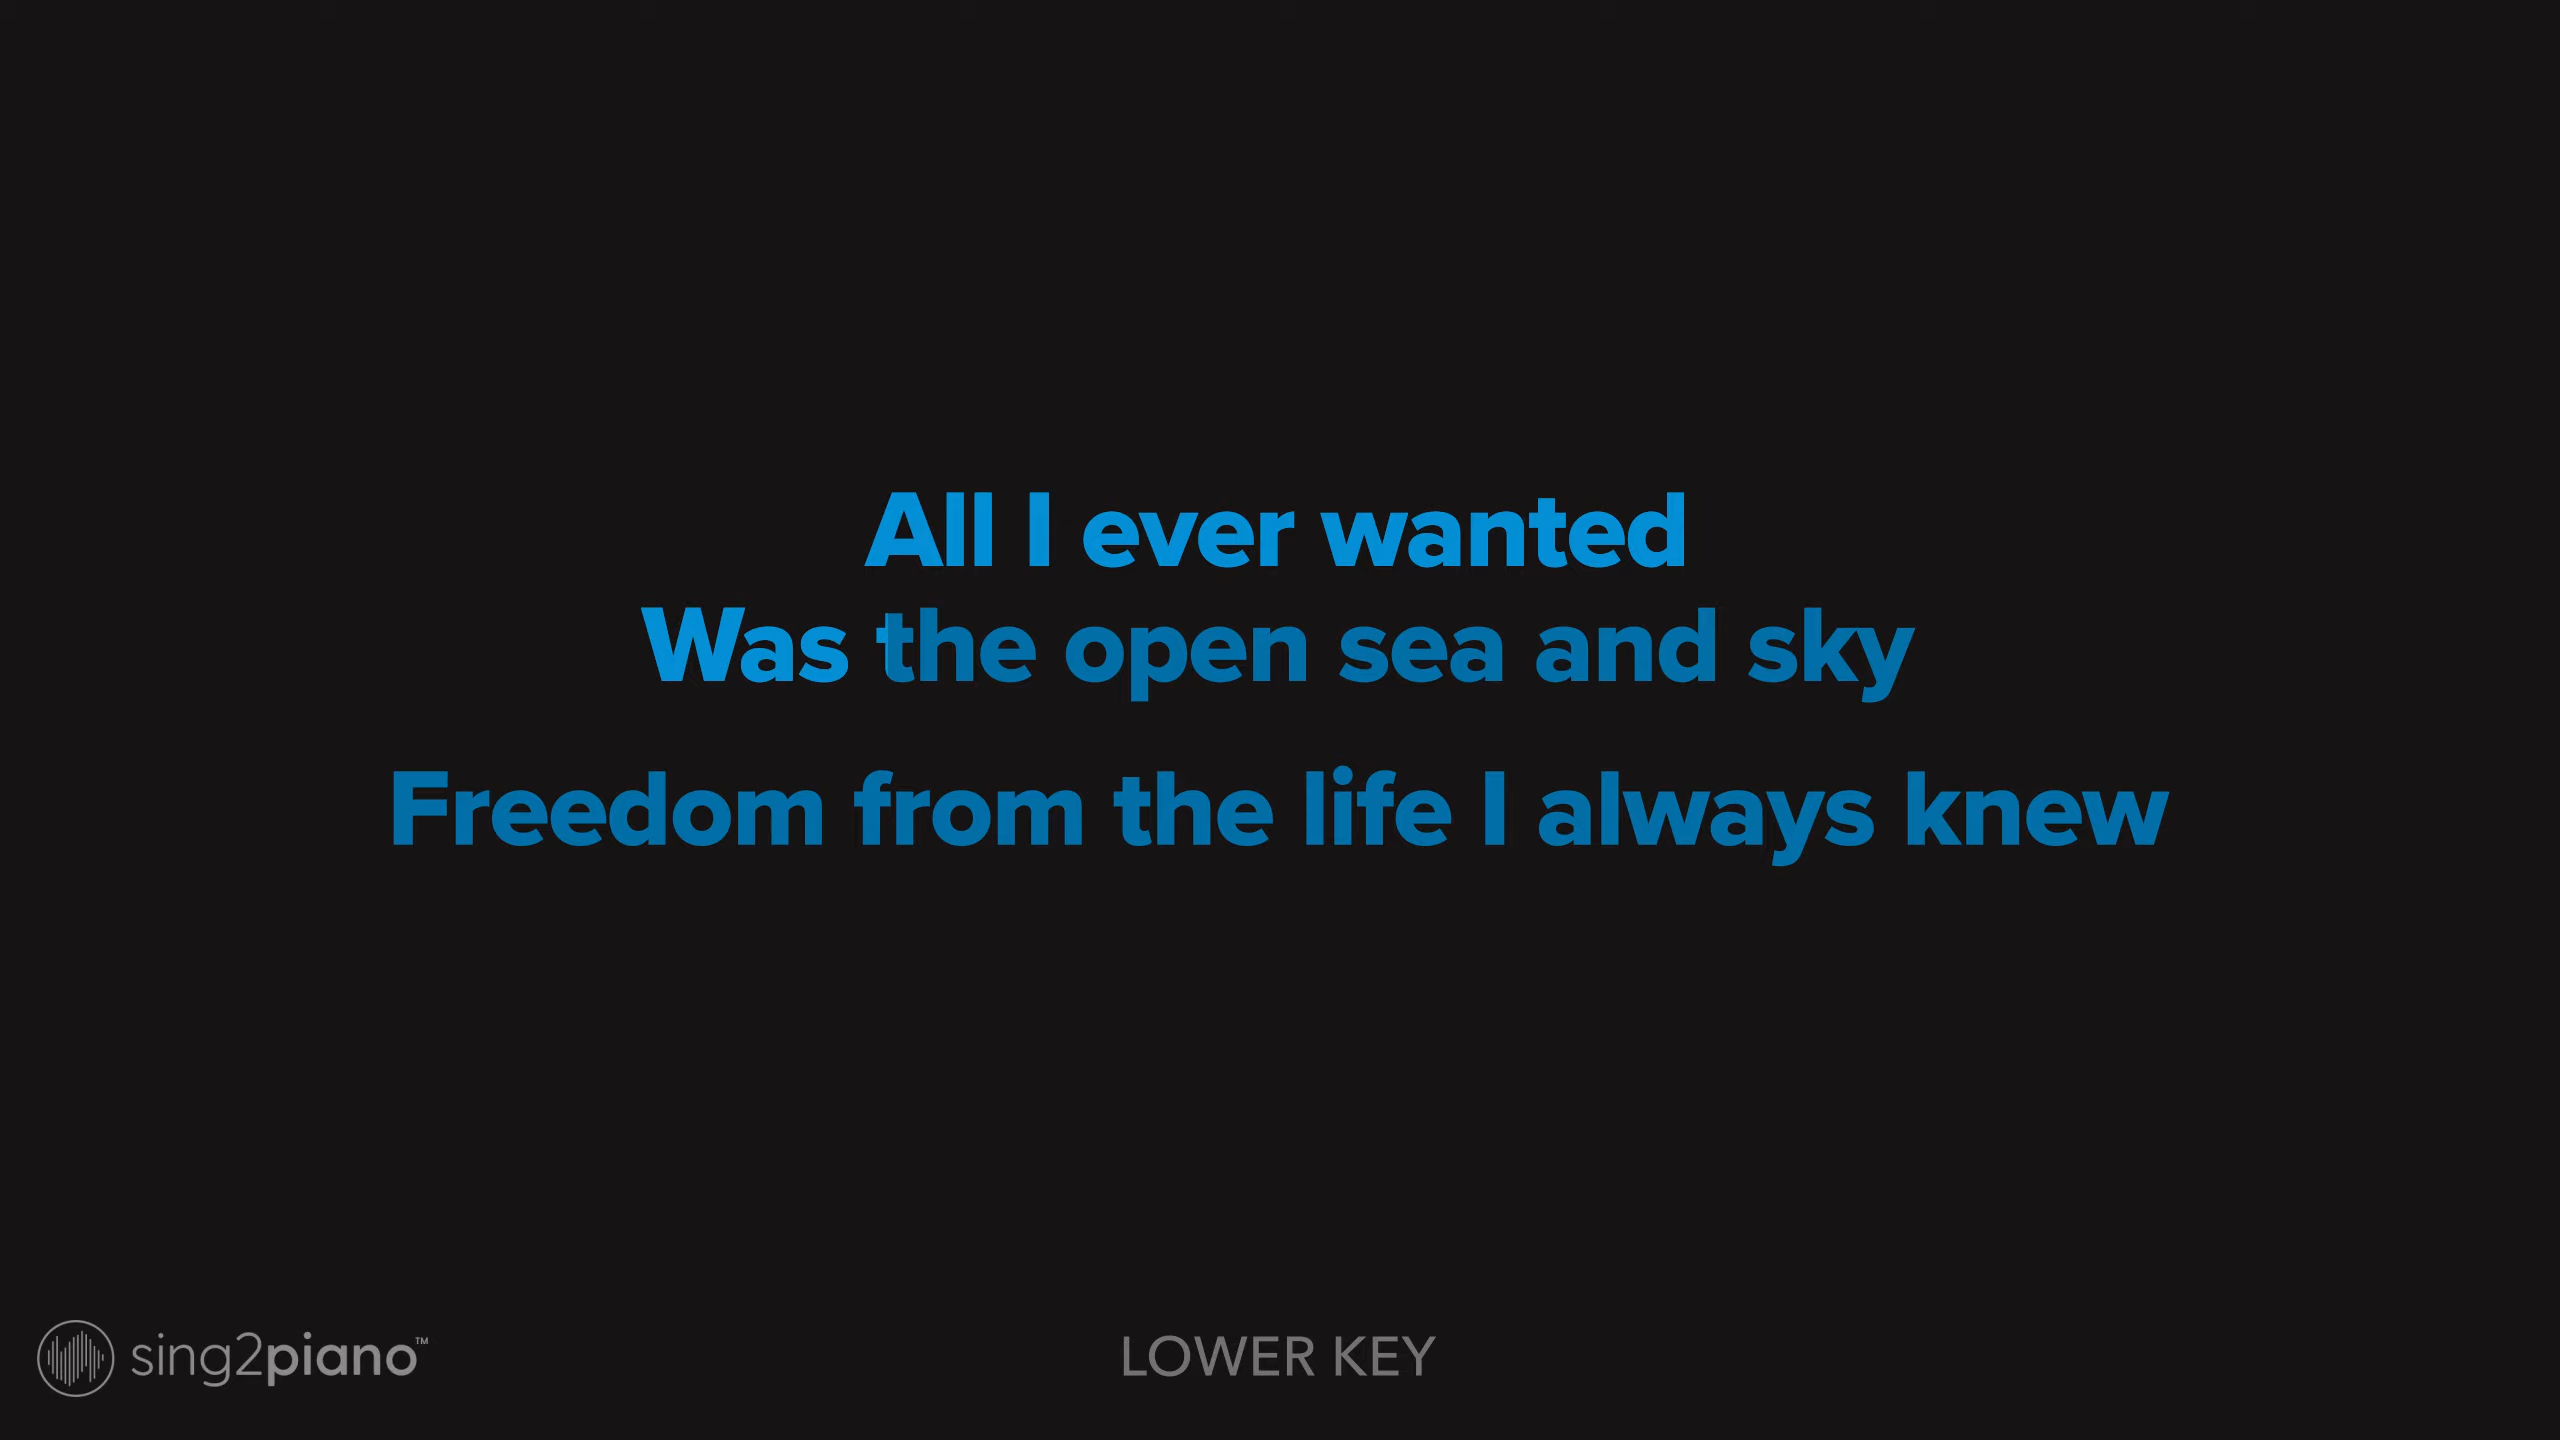 All I ever wanted
Was the open sea and sky
Freedom from the life I always knew
sing2piano™
LOWER KEY